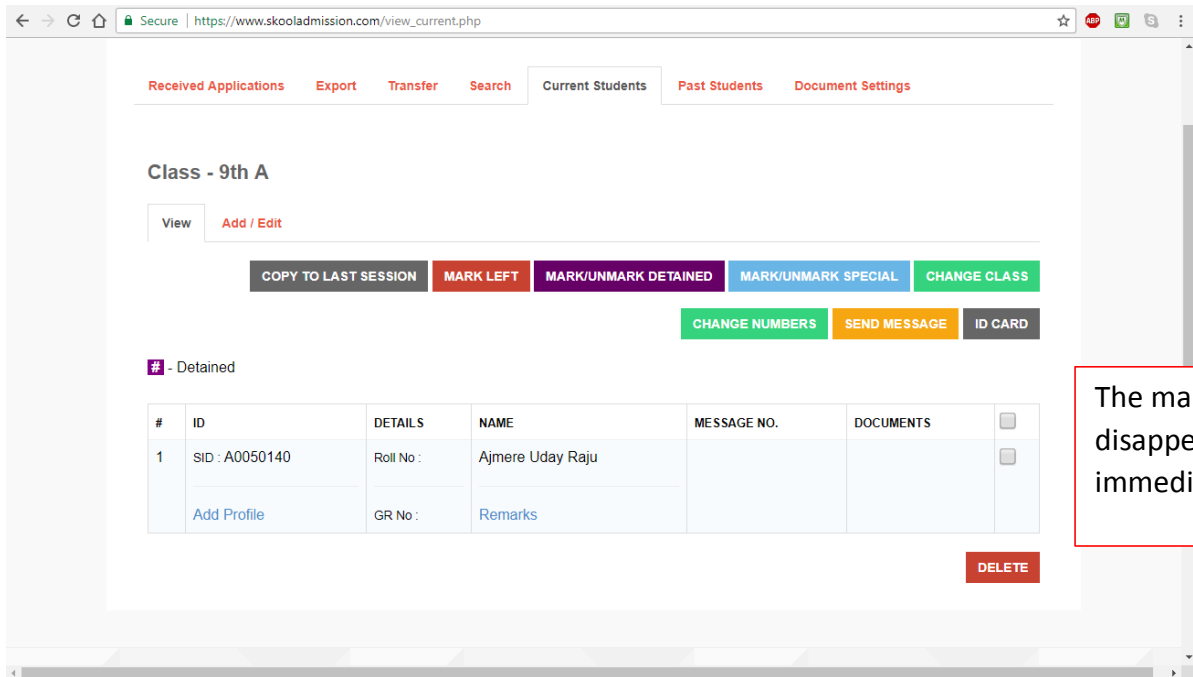 Secure | https://www.skooladmission.com/view_current.php ABP
Received Applications Export Transfer Search Current Students Past Students Document Settings
Class - 9th A
View Add / Edit
COPY TO LAST SESSION MARK LEFT MARK/UNMARK DETAINED MARK/UNMARK SPECIAL CHANGE CLASS
CHANGE NUMBERS SEND MESSAGE ID CARD
# - Detained
# ID DETAILS NAME MESSAGE NO. DOCUMENTS
1 SID : A0050140 Roll No : Ajmere Uday Raju
Add Profile GR No : Remarks
The ma
disappe
immedi
DELETE